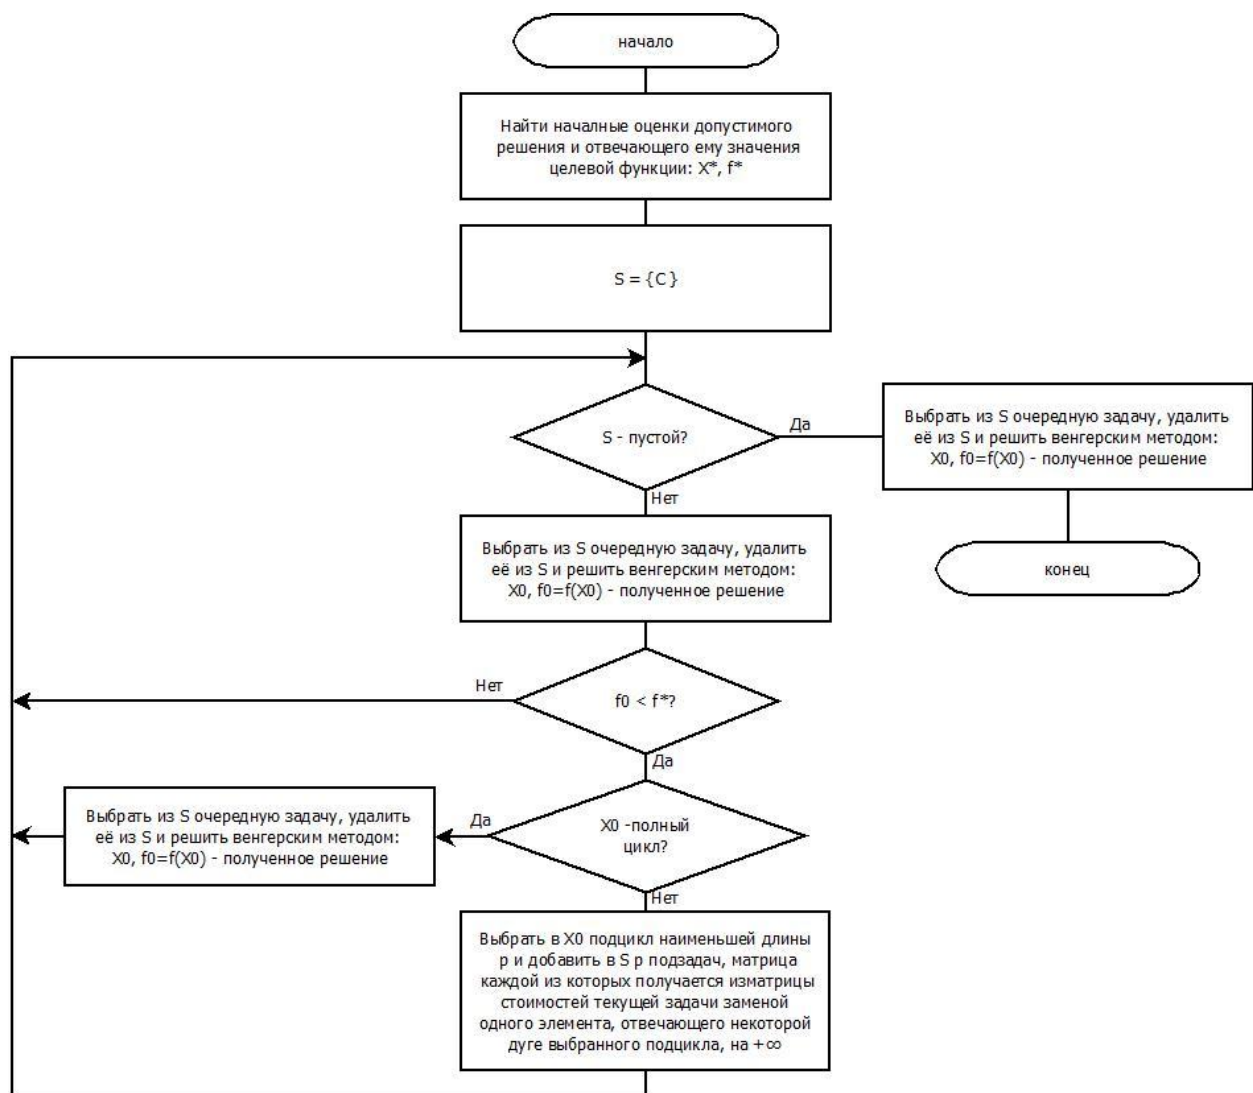 начало
Найти началные оценки допустимого
решения и отвечающего ему значения
целевой функции: X*, f*
S = {C}
S - пустой?
Да
Выбрать из S очередную задачу, удалить
её из S и решить венгерским методом:
X0, f0=f(X0) - полученное решение
Нет
Выбрать из S очередную задачу, удалить
её из S и решить венгерским методом:
X0, f0=f(X0) - полученное решение
конец
Нет
f0 < f*?
Да
Выбрать из S очередную задачу, удалить
её из S и решить венгерским методом:
X0, f0=f(X0) - полученное решение
Да
X0 -полный
цикл?
Нет
Выбрать в X0 подцикл наименьшей длины
p и добавить в S p подзадач, матрица
каждой из которых получается изматрицы
стоимостей текущей задачи заменой
одного элемента, отвечающего некоторой
дуге выбранного подцикла, на +∞